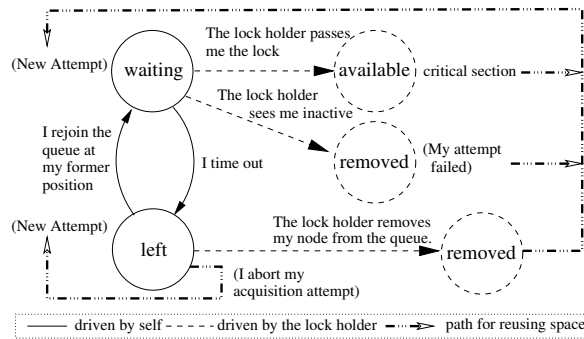 The lock holder passes
me the lock
(New Attempt)
waiting
available
critical section
The lock holder
sees me inactive
I rejoin the
queue at
my former
position
I time out
removed
(My attempt
failed)
(New Attempt)
The lock holder removes
my node from the queue.
left
removed
(I abort my
acquisition attempt)
driven by self
driven by the lock holder
path for reusing space